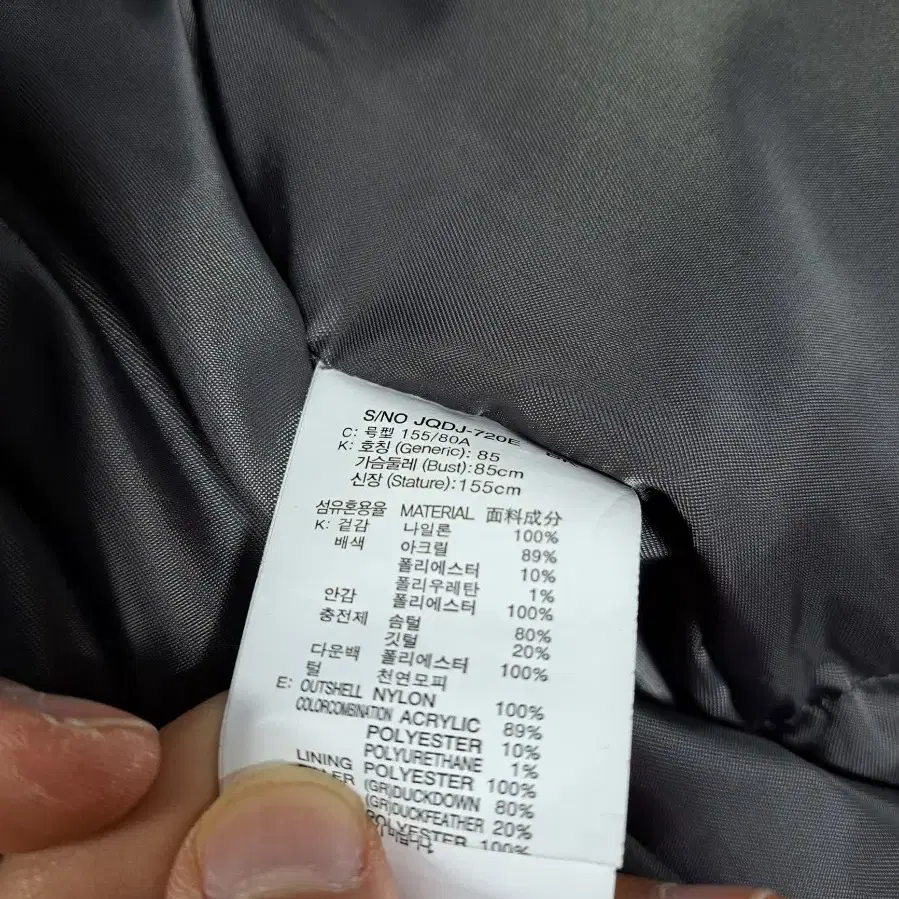 S/NO JQDJ-720E
C: 号型 155/80A
K: 호칭 (Generic): 85
가슴둘레 (Bust): 85cm
신장 (Stature): 155cm
섬유혼용율 MATERIAL 面料成分
K: 겉감 나일론 100%
배색 아크릴 89%
폴리에스터 10%
폴리우레탄 1%
안감 폴리에스터 100%
충전제 솜털 80%
깃털 20%
다운백 폴리에스터 100%
털 천연모피
E: OUTSHELL NYLON 100%
COLORCOMBINATION ACRYLIC 89%
POLYESTER 10%
POLYURETHANE 1%
LINING POLYESTER 100%
(GR)DUCKDOWN 80%
(GR)DUCKFEATHER 20%
POLYESTER 100%